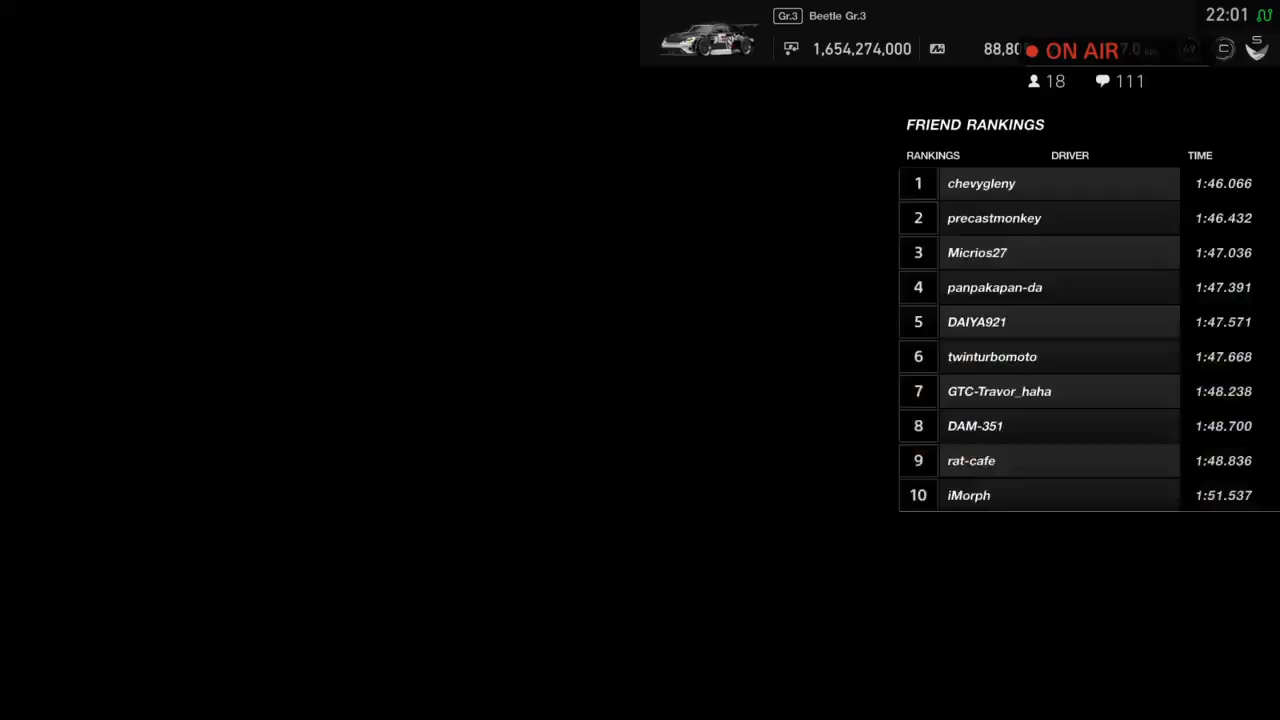 Gr.3 Beetle Gr.3
22:01
1,654,274,000
88,80
ON AIR
7.0 km
49
S
18
111
FRIEND RANKINGS
RANKINGS DRIVER TIME
1 chevygleny 1:46.066
2 precastmonkey 1:46.432
3 Micrios27 1:47.036
4 panpakapan-da 1:47.391
5 DAIYA921 1:47.571
6 twinturbomoto 1:47.668
7 GTC-Travor_haha 1:48.238
8 DAM-351 1:48.700
9 rat-cafe 1:48.836
10 iMorph 1:51.537